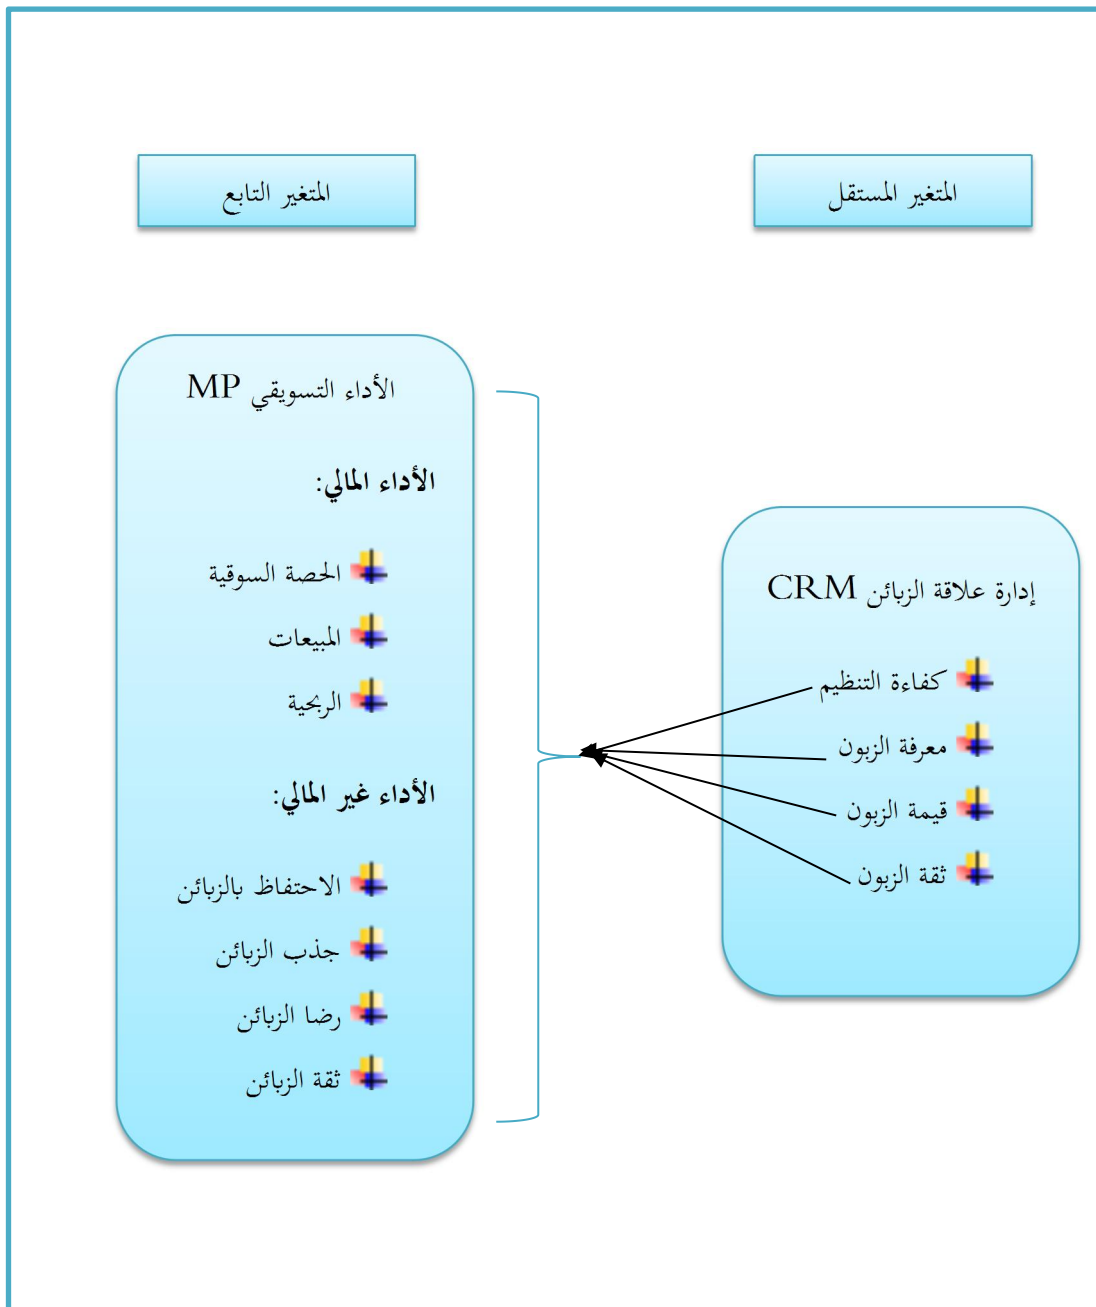 المتغير المستقل
المتغير التابع
إدارة علاقة الزبائن CRM
كفاءة التنظيم
معرفة الزبون
قيمة الزبون
ثقة الزبون
الأداء التسويقي MP
الأداء المالي:
الحصة السوقية
المبيعات
الربحية
الأداء غير المالي:
الاحتفاظ بالزبائن
جذب الزبائن
رضا الزبائن
ثقة الزبائن